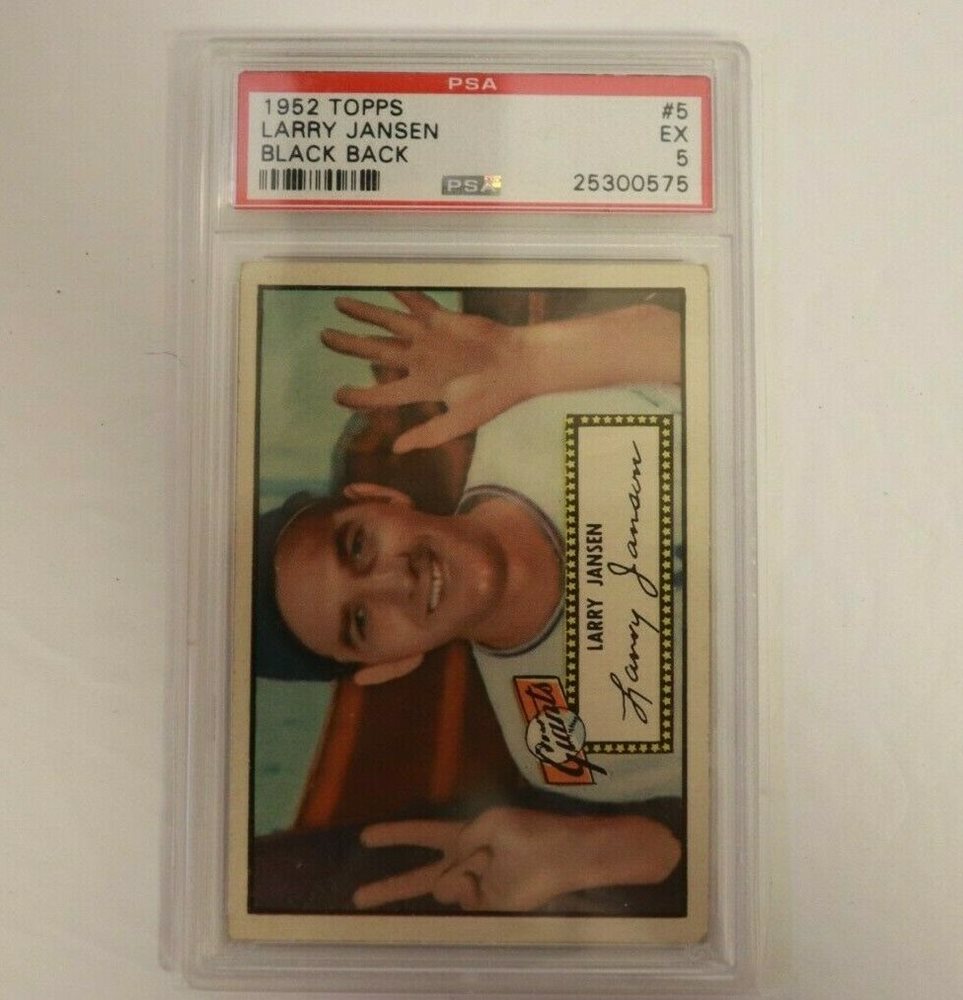 PSA
1952 TOPPS #5
LARRY JANSEN EX
BLACK BACK 5
PSA 25300575
LARRY JANSEN
Larry Jansen
Giants